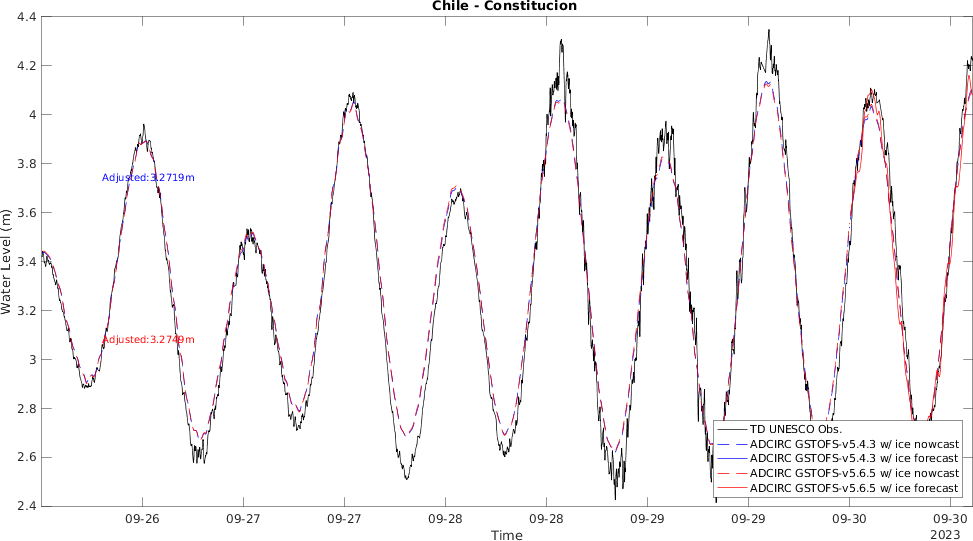 Chile - Constitucion
4.4
4.2
4
3.8
3.6
3.4
3.2
3
2.8
2.6
2.4
Water Level (m)
Adjusted:3.2719m
Adjusted:3.2749m
TD UNESCO Obs.
ADCIRC GSTOFS-v5.4.3 w/ ice nowcast
ADCIRC GSTOFS-v5.4.3 w/ ice forecast
ADCIRC GSTOFS-v5.6.5 w/ ice nowcast
ADCIRC GSTOFS-v5.6.5 w/ ice forecast
09-26 09-27 09-27 09-28 09-28 09-29 09-29 09-30 09-30
2023
Time